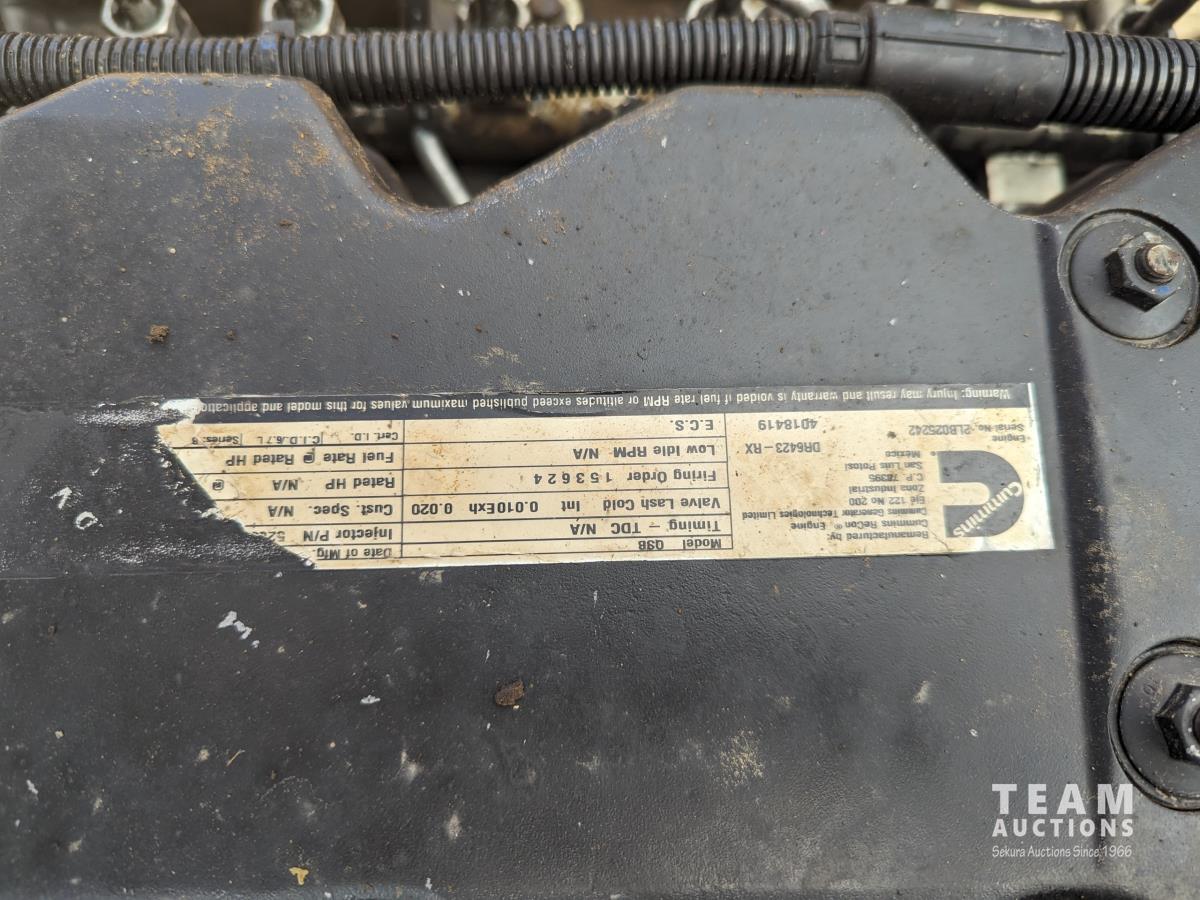 Cummins
Remanufactured by:
Cummins ReCon® Engine
Cummins Generator Technologies Limited
Eje 122 No 200
Zona Industrial
C.P. 78395
San Luis Potosi
Mexico
Engine
Serial No. 2LB025242
DR6423-RX
4018419
Model QSB
Timing - TDC N/A
Valve Lash Cold Int 0.010 Exh 0.020
Firing Order 1 5 3 6 2 4
Low Idle RPM N/A
E.C.S.
Date of Mfg
Injector P/N
Cust. Spec. N/A
Rated HP N/A @
Fuel Rate @ Rated HP
Cert. I.D. C.I.D./6.7L Series:
Warning: Injury may result and warranty is voided if fuel rate RPM or altitudes exceed published maximum values for this model and application
TEAM
AUCTIONS
Sekura Auctions Since 1966